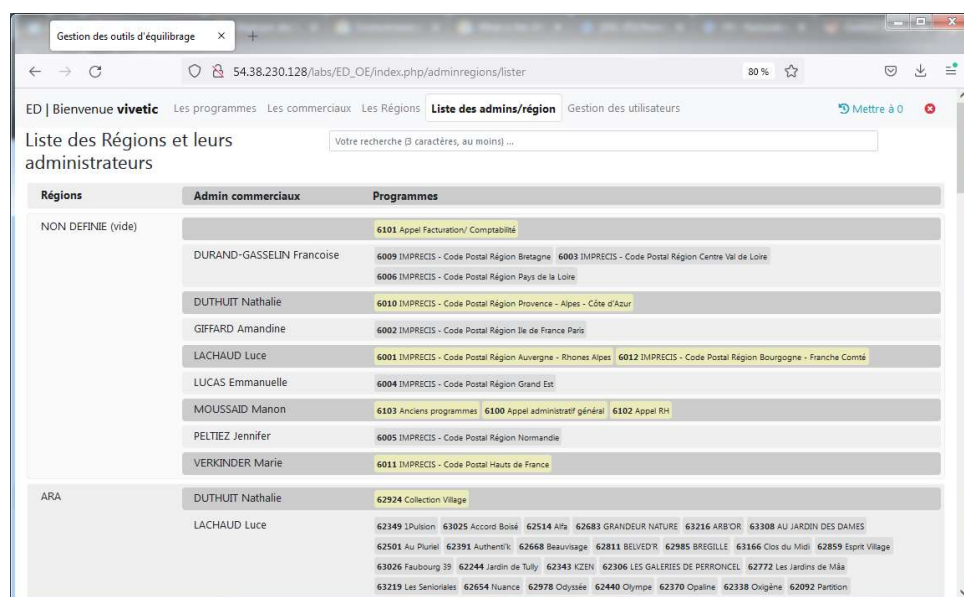 Gestion des outils d'équilibrage
54.38.230.128/labs/ED_OE/index.php/adminregions/lister 80 %
ED | Bienvenue vivetic Les programmes Les commerciaux Les Régions Liste des admins/région Gestion des utilisateurs Mettre à 0
Liste des Régions et leurs administrateurs
Votre recherche (3 caractères, au moins) ...
Régions Admin commerciaux Programmes
NON DEFINIE (vide) 6101 Appel Facturation/ Comptabilité
DURAND-GASSELIN Francoise 6009 IMPRECIS - Code Postal Région Bretagne 6003 IMPRECIS - Code Postal Région Centre Val de Loire
6006 IMPRECIS - Code Postal Région Pays de la Loire
DUTHUIT Nathalie 6010 IMPRECIS - Code Postal Région Provence - Alpes - Côte d'Azur
GIFFARD Amandine 6002 IMPRECIS - Code Postal Région Ile de France Paris
LACHAUD Luce 6001 IMPRECIS - Code Postal Région Auvergne - Rhones Alpes 6012 IMPRECIS - Code Postal Région Bourgogne - Franche Comté
LUCAS Emmanuelle 6004 IMPRECIS - Code Postal Région Grand Est
MOUSSAID Manon 6103 Anciens programmes 6100 Appel administratif général 6102 Appel RH
PELTIEZ Jennifer 6005 IMPRECIS - Code Postal Région Normandie
VERKINDER Marie 6011 IMPRECIS - Code Postal Hauts de France
ARA DUTHUIT Nathalie 62924 Collection Village
LACHAUD Luce 62349 1Pulsion 63025 Accord Boisé 62514 Alfa 62683 GRANDEUR NATURE 63216 ARB'OR 63308 AU JARDIN DES DAMES
62501 Au Pluriel 62391 Authenti'k 62668 Beauvisage 62811 BELVED'R 62985 BREGILLE 63166 Clos du Midi 62859 Esprit Village
63026 Faubourg 39 62244 Jardin de Tully 62343 KZEN 62306 LES GALERIES DE PERRONCEL 62772 Les Jardins de Mâa
63219 Les Senioriales 62654 Nuance 62978 Odyssée 62440 Olympe 62370 Opaline 62338 Oxigène 62092 Partition